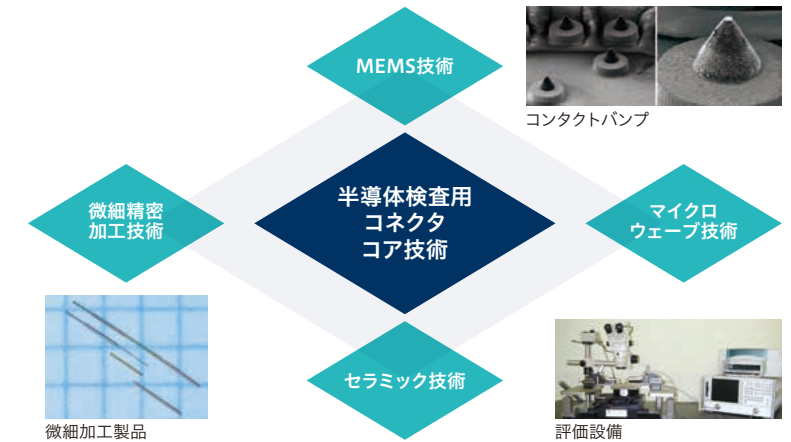 MEMS技術
コンタクトバンプ
微細精密
加工技術
半導体検査用
コネクタ
コア技術
マイクロ
ウェーブ技術
セラミック技術
微細加工製品
評価設備